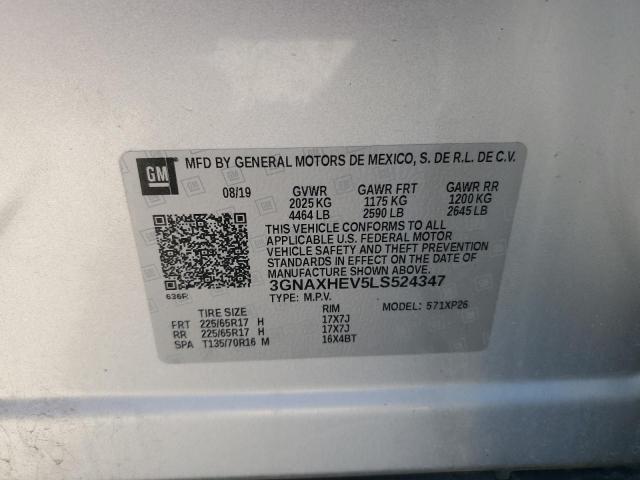 GM MFD BY GENERAL MOTORS DE MEXICO, S. DE R.L. DE C.V.
08/19 GVWR GAWR FRT GAWR RR
2025 KG 1175 KG 1200 KG
4464 LB 2590 LB 2645 LB
THIS VEHICLE CONFORMS TO ALL
APPLICABLE U.S. FEDERAL MOTOR
VEHICLE SAFETY AND THEFT PREVENTION
STANDARDS IN EFFECT ON THE DATE OF
MANUFACTURE SHOWN ABOVE.
636R 3GNAXHEV5LS524347
TYPE: M.P.V. MODEL: 571XP26
TIRE SIZE RIM
FRT 225/65R17 H 17X7J
RR 225/65R17 H 17X7J
SPA T135/70R16 M 16X4BT